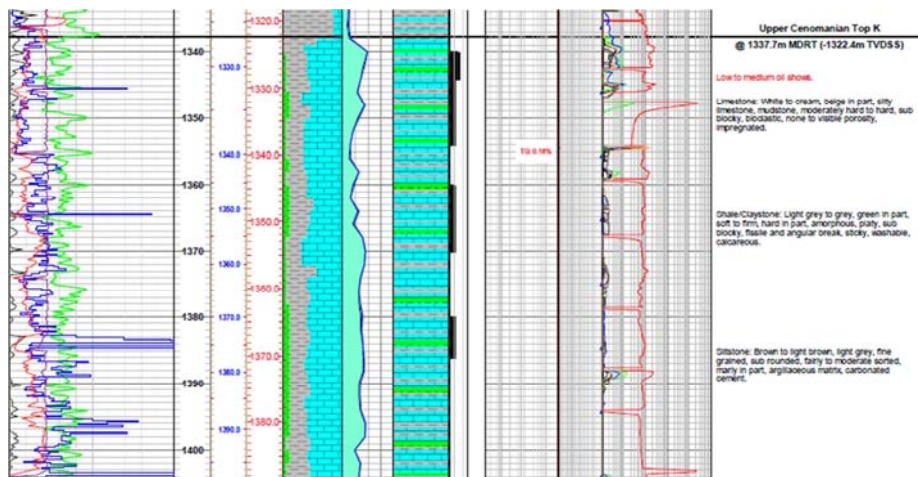 Upper Cenomanian Top K
@ 1337.7m MDRT (-1322.4m TVDSS)
Low to medium oil shows.
Limestone: White to cream, beige in part, silty
limestone, mudstone, moderately hard to hard, sub
blocky, bioclastic, none to visible porosity,
impregnated.
Shale/Claystone: Light grey to grey, green in part,
soft to firm, hard in part, amorphous, platy, sub
blocky, fissile and angular break, sticky, washable,
calcareous.
Siltstone: Brown to light brown, light grey, fine
grained, sub rounded, fairly to moderate sorted,
marly in part, argillaceous matrix, carbonated
cement.
1340
1350
1360
1370
1380
1390
1400
1330.0
1340.0
1350.0
1360.0
1370.0
1380.0
1390.0
1320.0
1330.0
1340.0
1350.0
1360.0
1370.0
1380.0